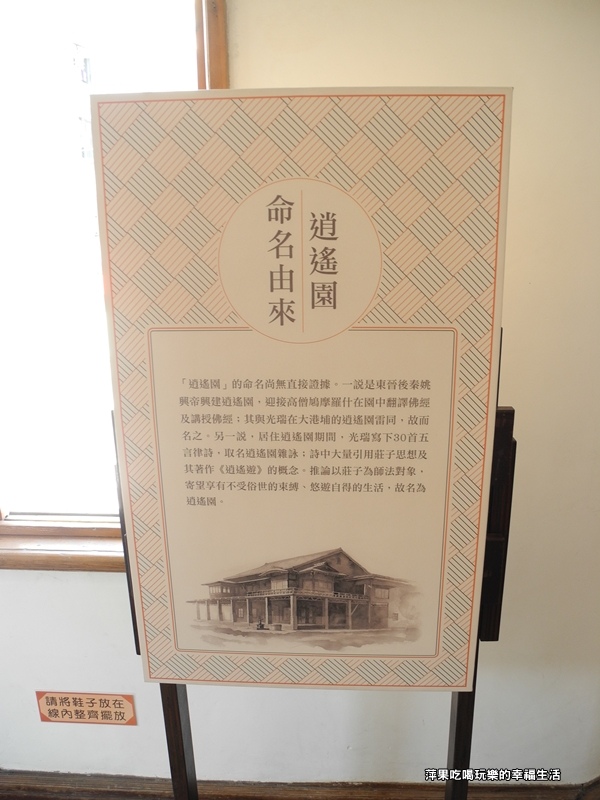 逍遙園
命名由來
「逍遙園」的命名尚無直接證據。一說是東晉後秦姚
興帝興建逍遙園，迎接高僧鳩摩羅什在園中翻譯佛經
及講授佛經；其與光瑞在大港埔的逍遙園雷同，故而
名之。另一說，居住逍遙園期間，光瑞寫下30首五
言律詩，取名逍遙園雜詠；詩中大量引用莊子思想及
其著作《逍遙遊》的概念。推論以莊子為師法對象，
寄望享有不受俗世的束縛、悠遊自得的生活，故名為
逍遙園。
請將鞋子放在
線內整齊擺放
萍果吃喝玩樂的幸福生活